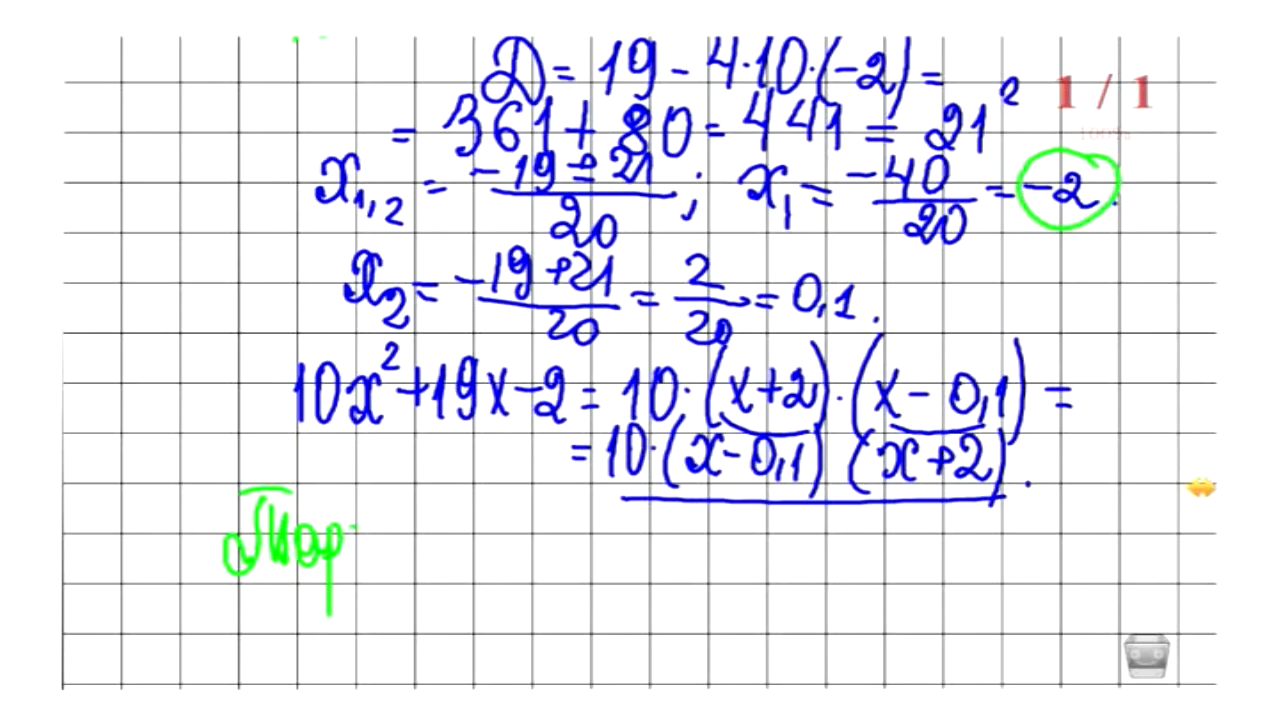 D = 19 - 4·10·(-2) =
= 361 + 80 = 441 = 21²
1 / 1
x₁,₂ = (-19 ± 21)/20 ; x₁ = -40/20 = -2.
x₂ = (-19 + 21)/20 = 2/20 = 0,1.
10x² + 19x - 2 = 10·(x+2)·(x - 0,1) =
= 10·(x - 0,1) (x + 2).